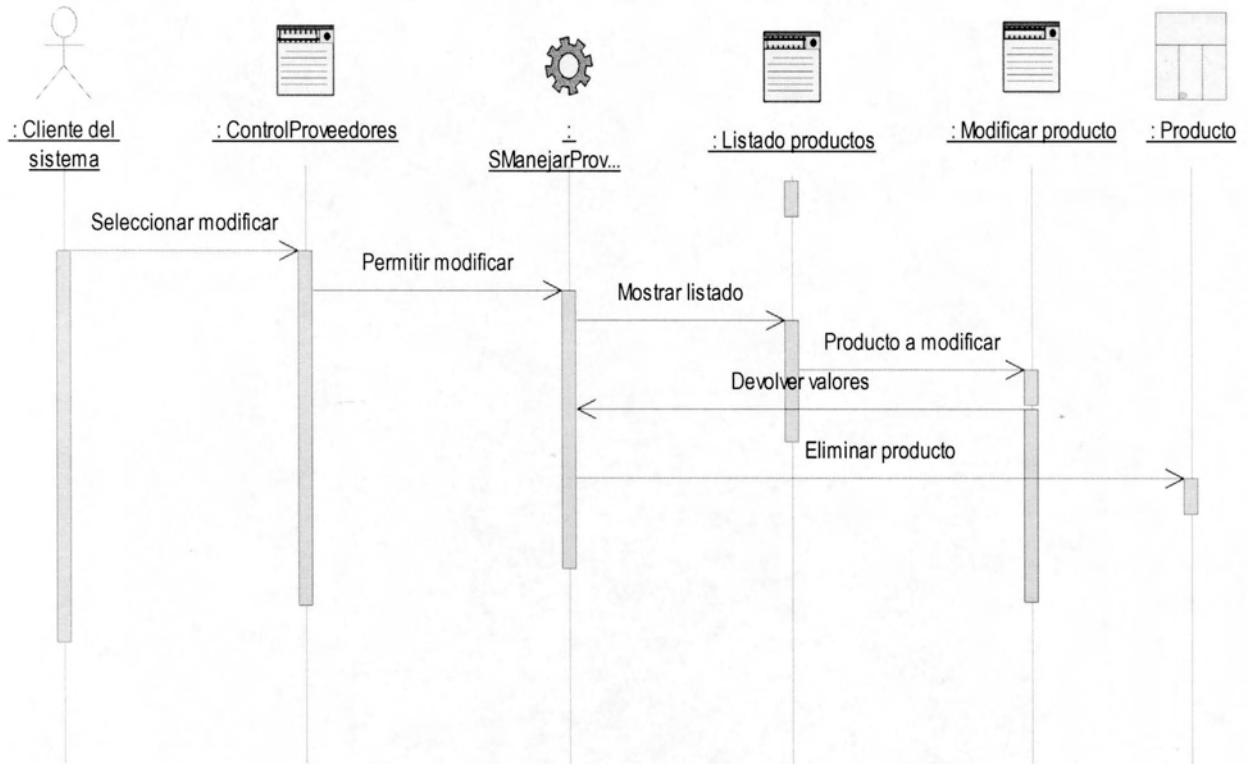 : Cliente del
sistema
: ControlProveedores
:
SManejarProv...
: Listado productos
: Modificar producto
: Producto
Seleccionar modificar
Permitir modificar
Mostrar listado
Producto a modificar
Devolver valores
Eliminar producto